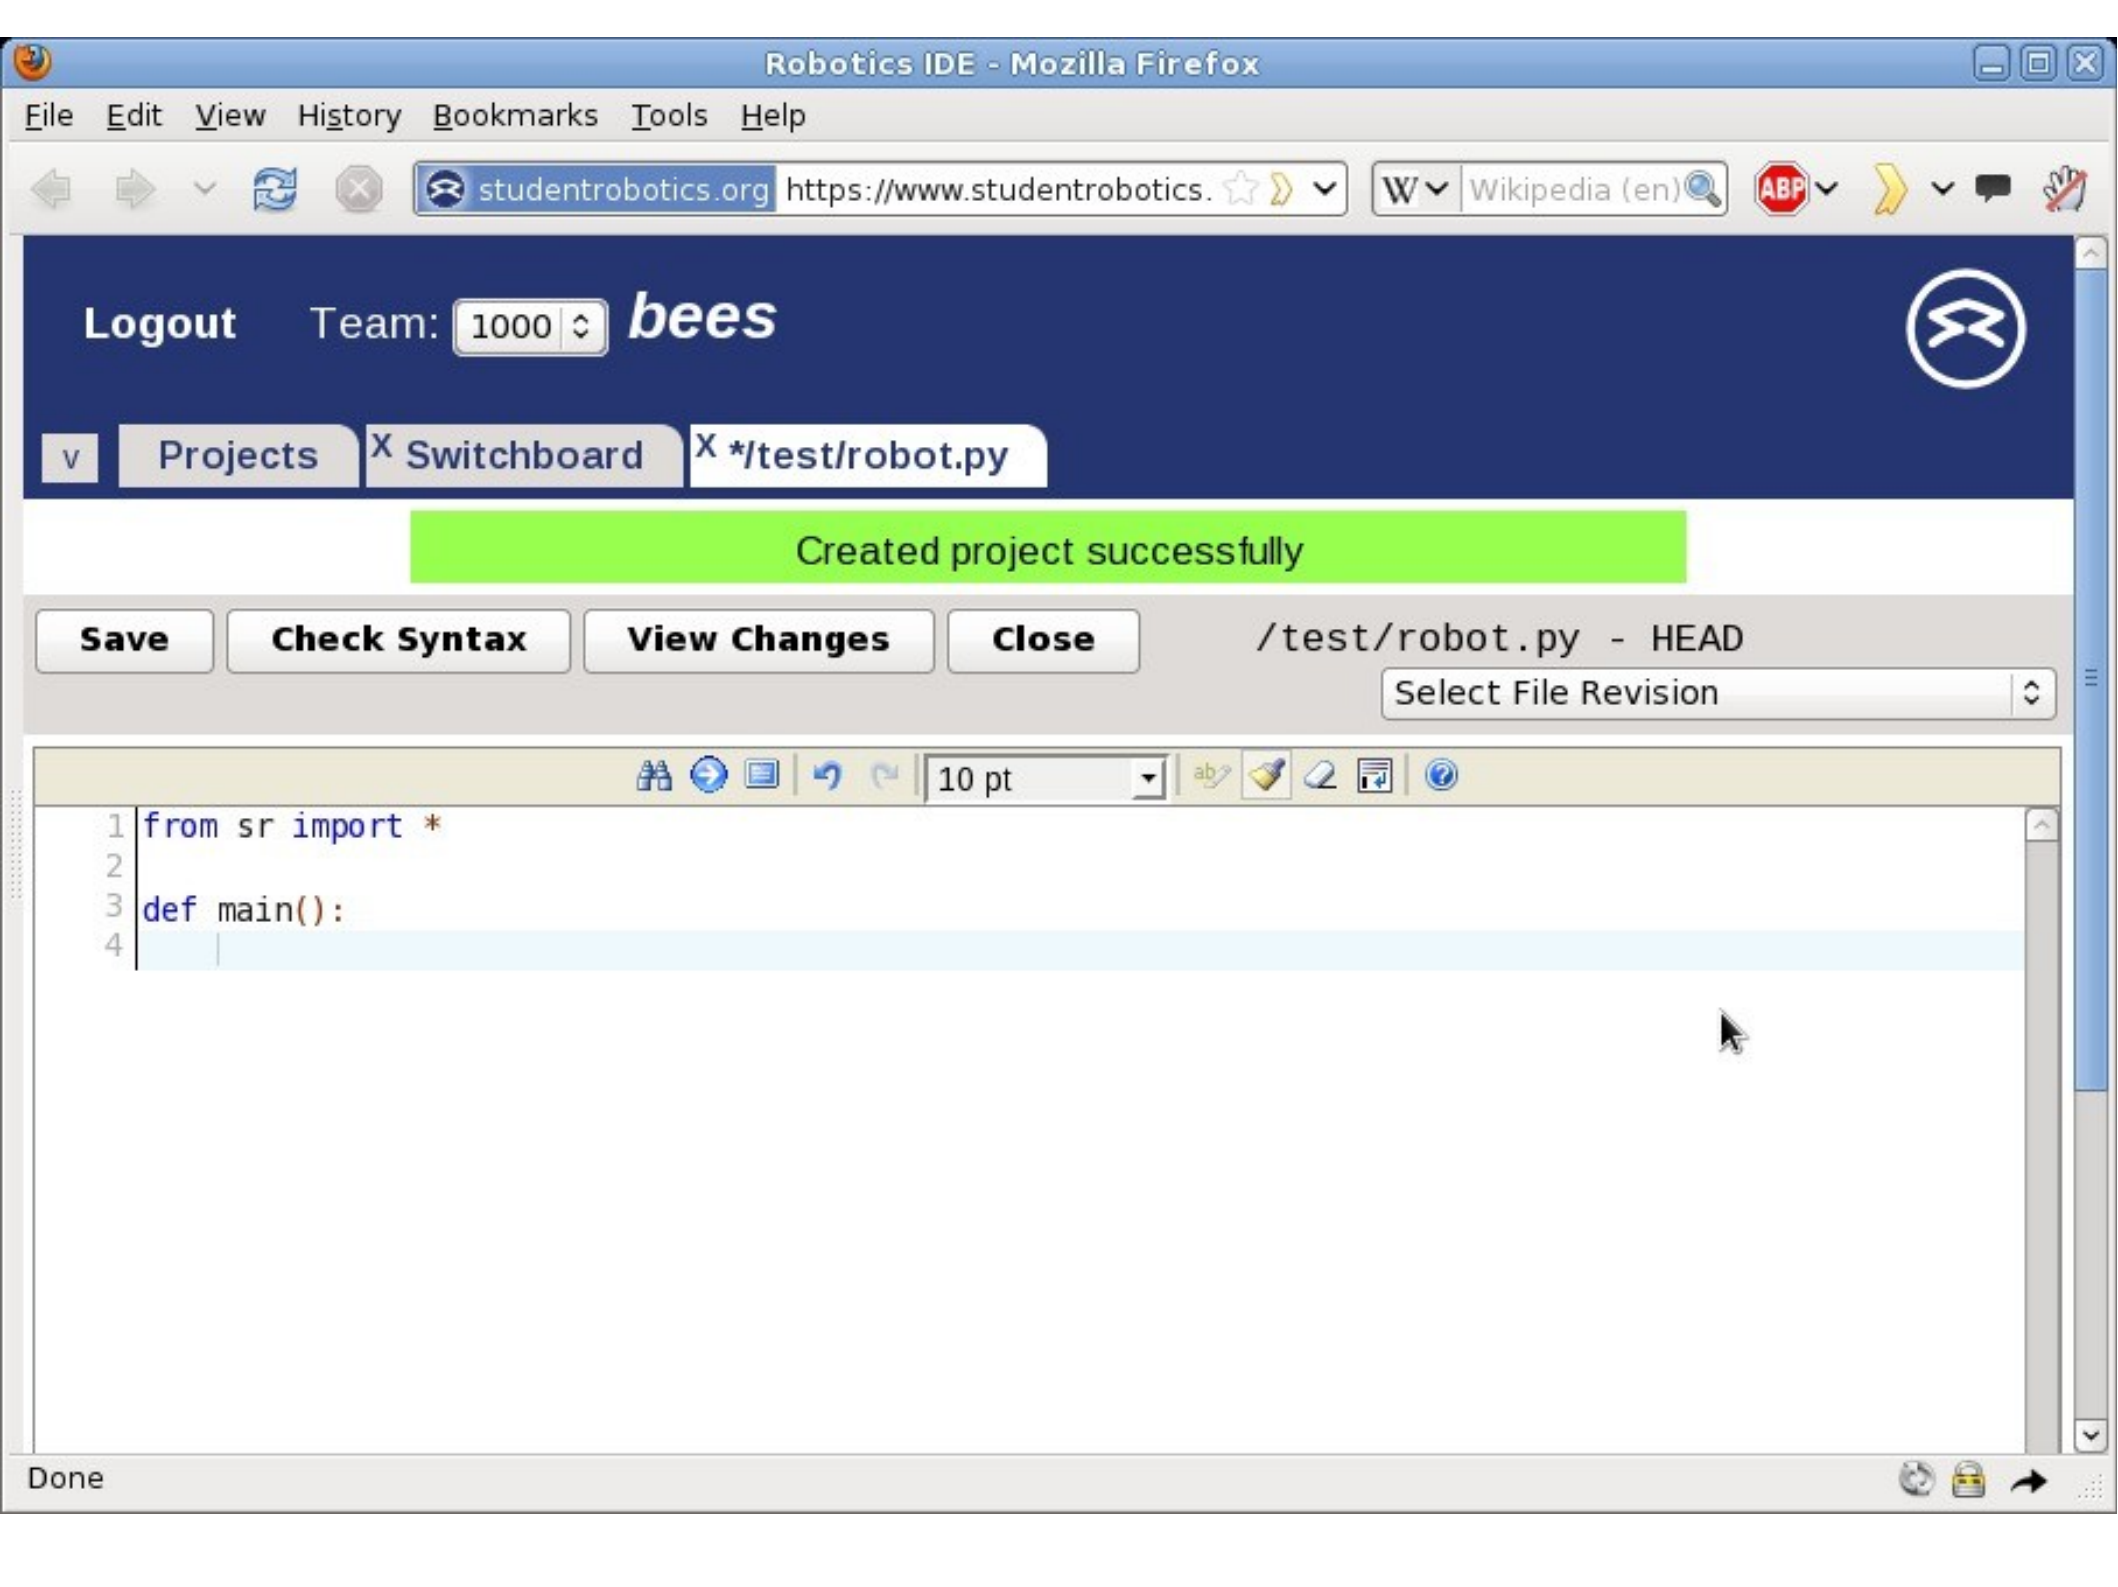 Robotics IDE - Mozilla Firefox
File Edit View History Bookmarks Tools Help
studentrobotics.org https://www.studentrobotics. W Wikipedia (en) ABP
Logout Team: 1000 bees
v Projects X Switchboard X */test/robot.py
Created project successfully
Save Check Syntax View Changes Close /test/robot.py - HEAD
Select File Revision
10 pt
1 from sr import *
2
3 def main():
4
Done